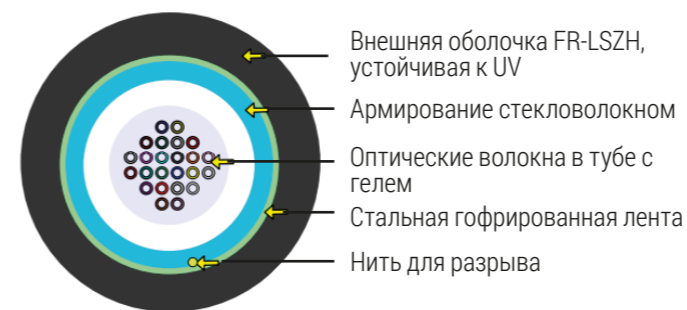 Внешняя оболочка FR-LSZH,
устойчивая к UV
Армирование стекловолокном
Оптические волокна в тубе с
гелем
Стальная гофрированная лента
Нить для разрыва